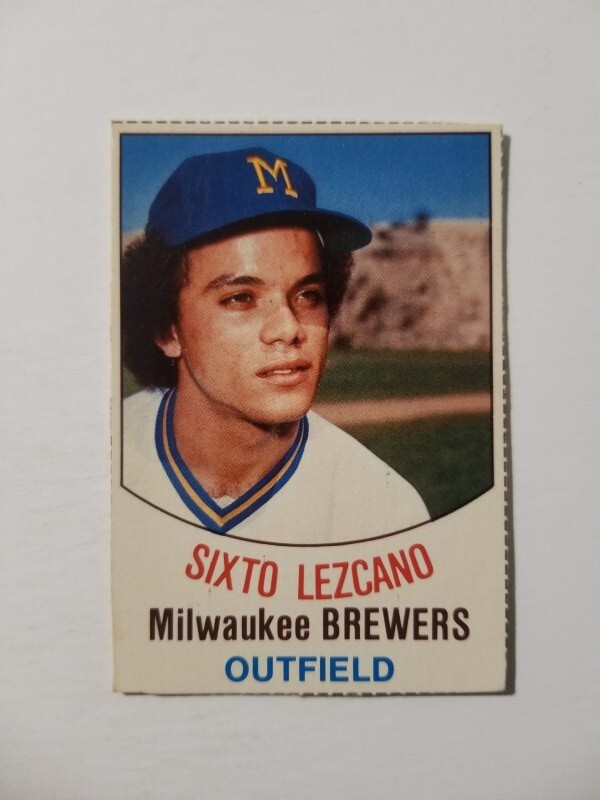 M
SIXTO LEZCANO
Milwaukee BREWERS
OUTFIELD